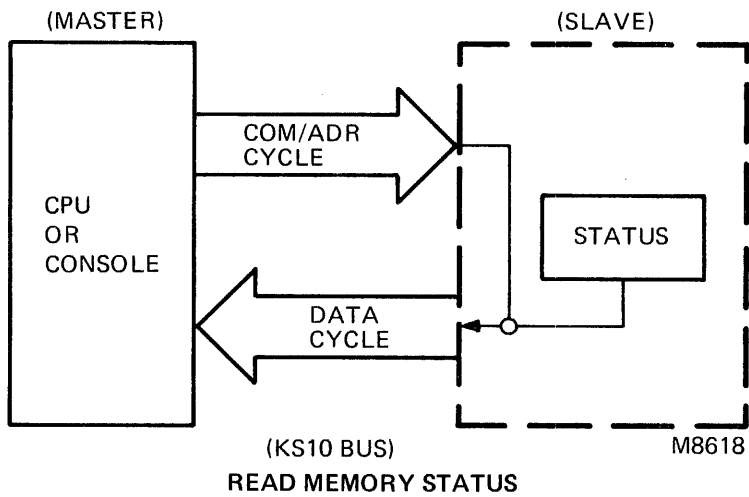 (MASTER)
(SLAVE)
COM/ADR
CYCLE
CPU
OR
CONSOLE
STATUS
DATA
CYCLE
(KS10 BUS)
M8618
READ MEMORY STATUS